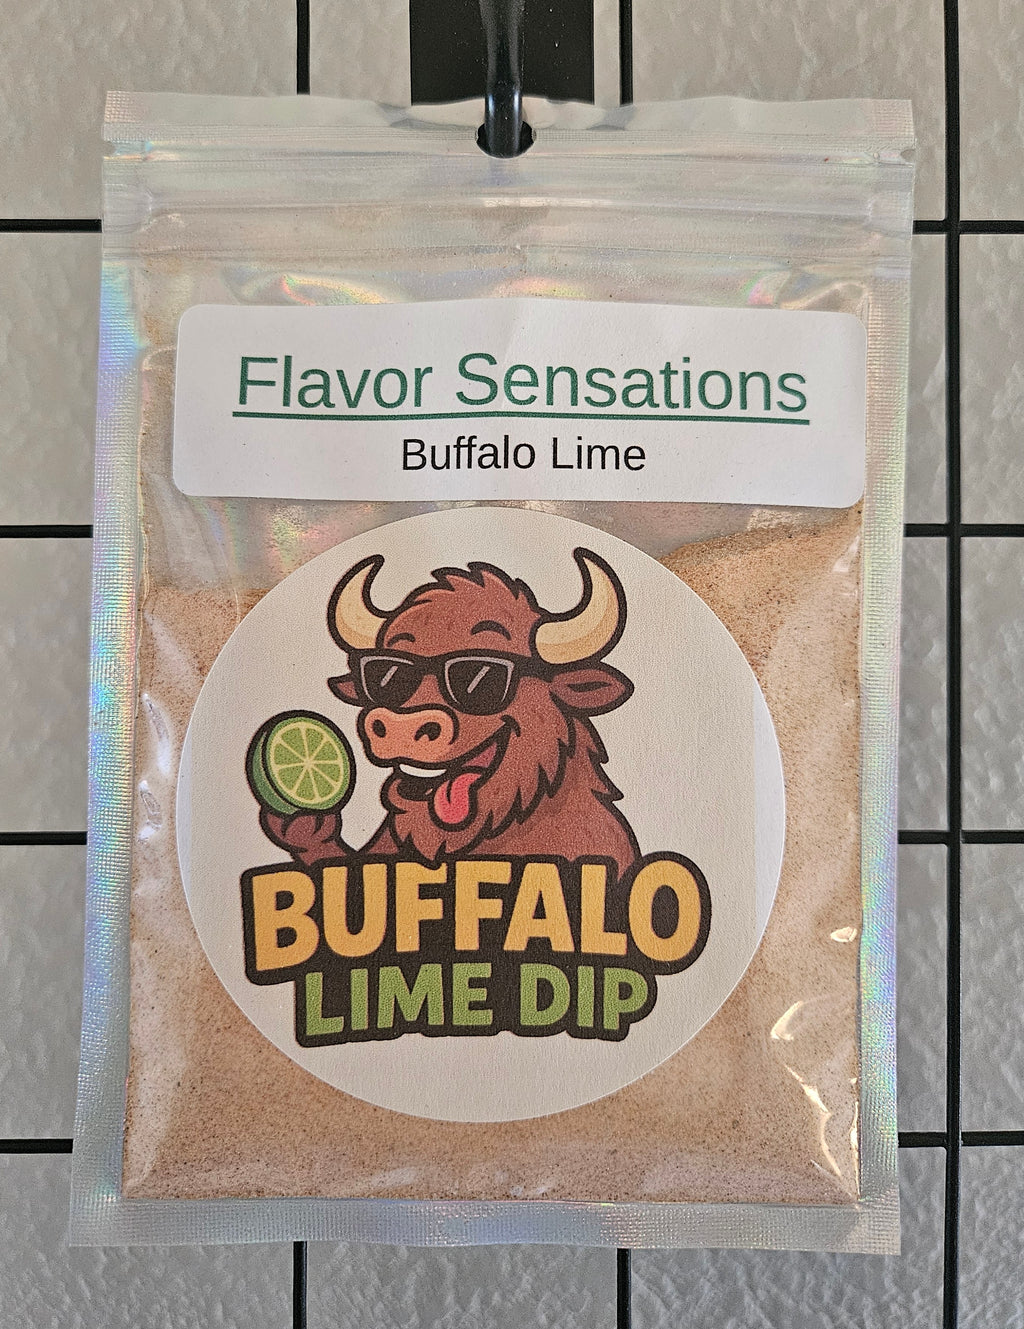 Flavor Sensations
Buffalo Lime
BUFFALO
LIME DIP